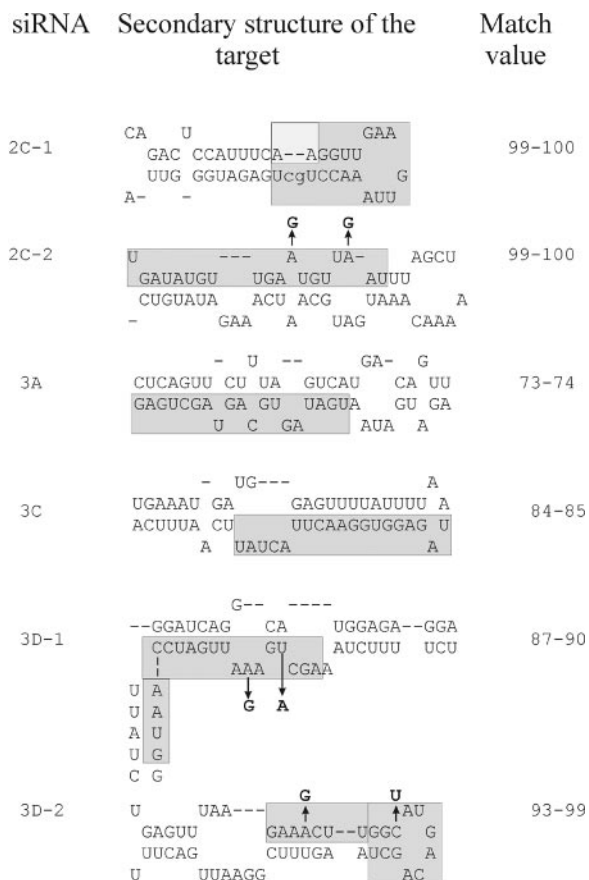 siRNA Secondary structure of the target Match value
CA U GAA
GAC CCAUUUCA--AGGUU
2C-1 99-100
UUG GGUAGAGUcgUCCAA G
A- - AUU
G G
2C-2 U --- A UA- AGCU 99-100
GAUAUGU UGA UGU AUUU
CUGUAUA ACU ACG UAAA A
- GAA A UAG CAAA
- U -- GA- G
3A CUCAGUU CU UA GUCAU CA UU 73-74
GAGUCGA GA GU UAGUA GU GA
U C GA AUA A
- UG--- A
UGAAAU GA GAGUUUUAUUUU A
3C 84-85
ACUUUA CU UUCAAGGUGGAG U
A UAUCA A
G-- ----
--GGAUCAG CA UGGAGA--GGA
3D-1 87-90
CCUAGUU GU AUCUUU UCU
AAA CGAA
U A G A
U A
A U
U G
C G
G U
3D-2 U UAA---- AU 93-99
GAGUU GAAACU--UGGC G
UUCAG CUUUGA AUCG A
U UUAAGG AC